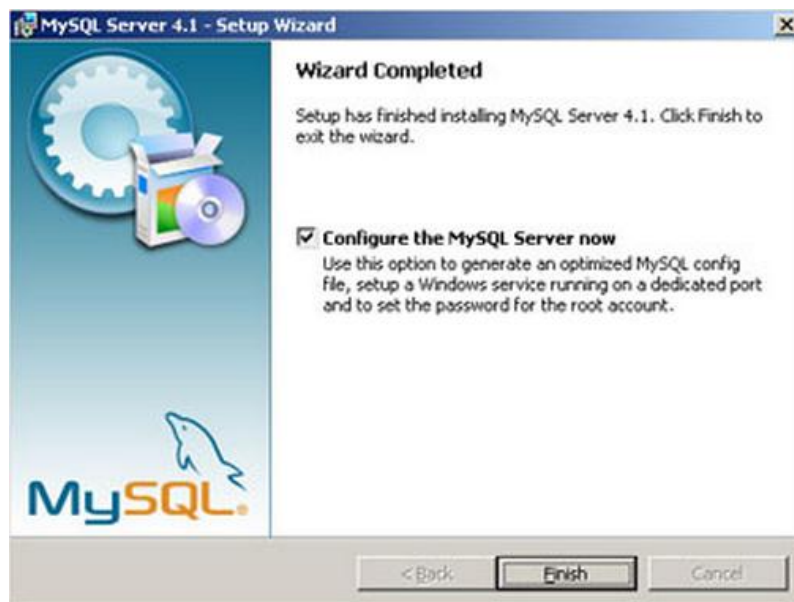 MySQL Server 4.1 - Setup Wizard
Wizard Completed
Setup has finished installing MySQL Server 4.1. Click Finish to
exit the wizard.
Configure the MySQL Server now
Use this option to generate an optimized MySQL config
file, setup a Windows service running on a dedicated port
and to set the password for the root account.
MySQL®
< Back Finish Cancel